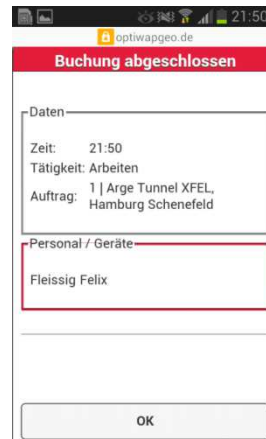 21:50
optiwapgeo.de
Buchung abgeschlossen
Daten
Zeit: 21:50
Tätigkeit: Arbeiten
Auftrag: 1 | Arge Tunnel XFEL,
Hamburg Schenefeld
Personal / Geräte
Fleissig Felix
OK